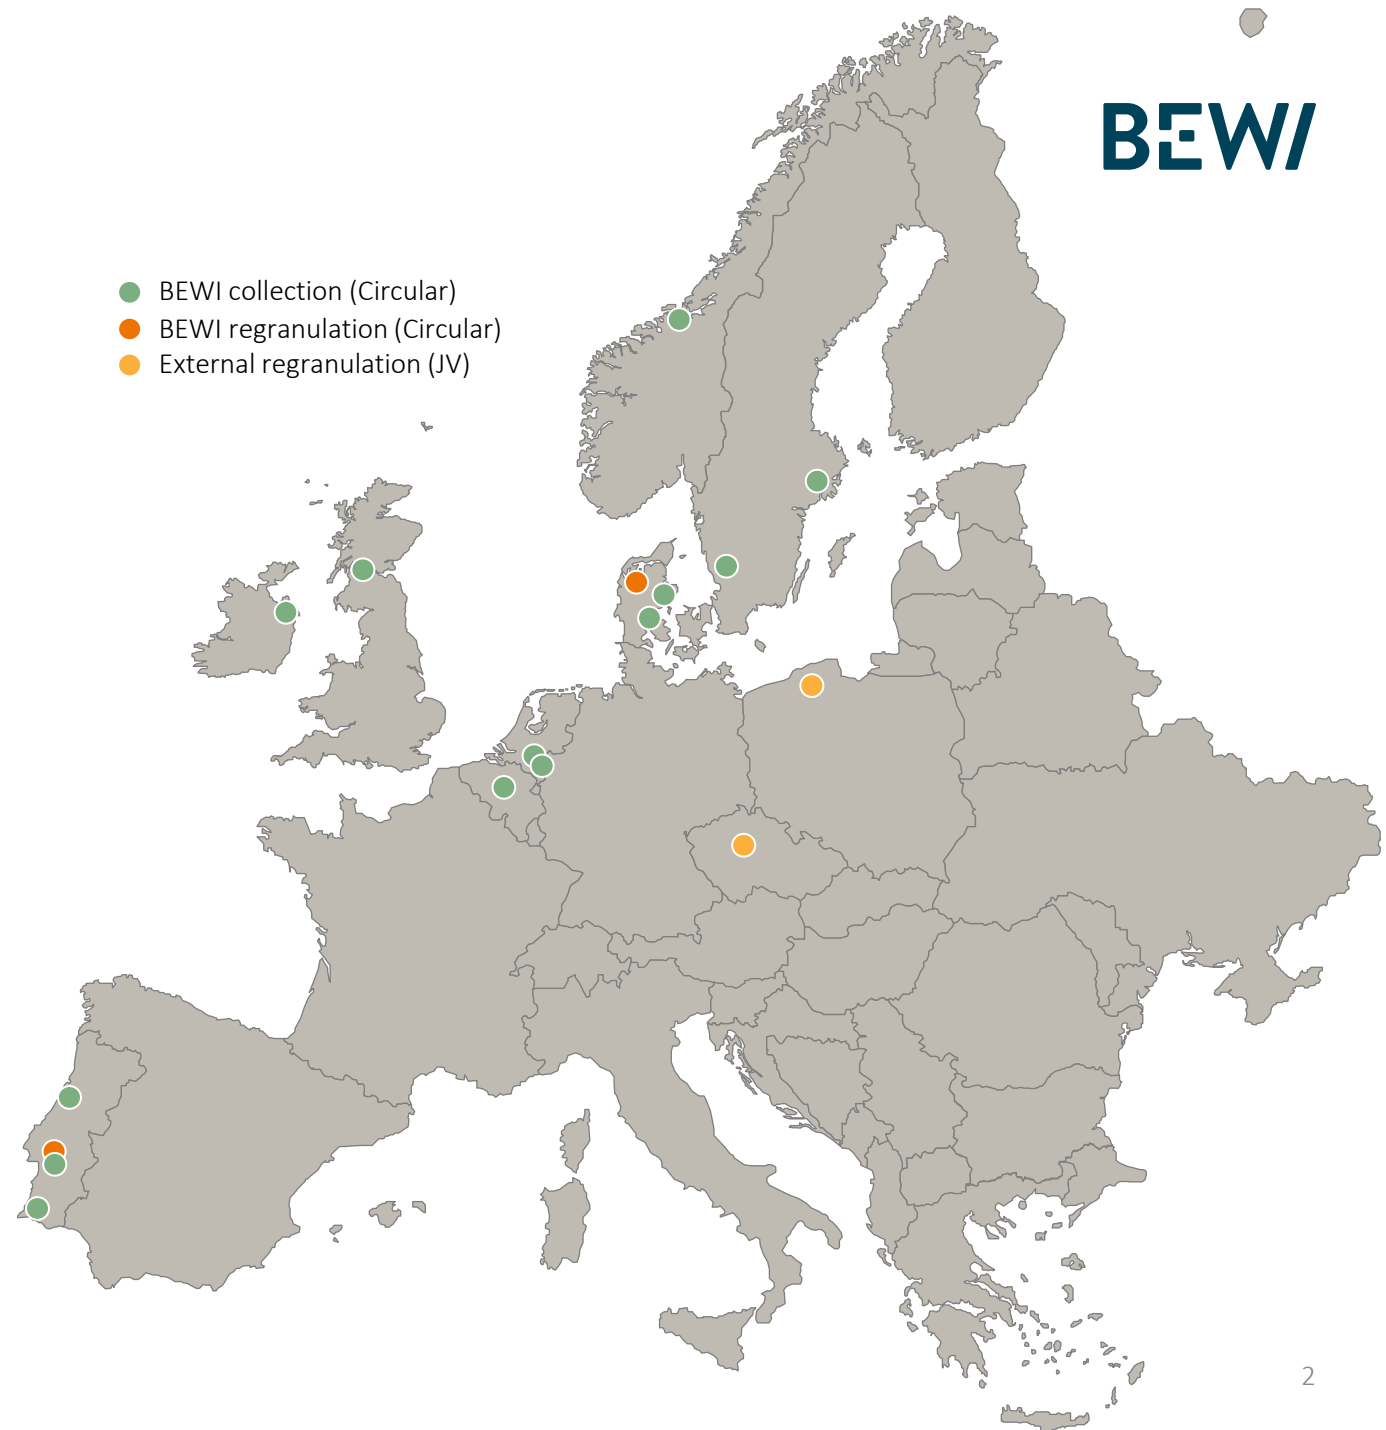 BEWI
BEWI collection (Circular)
BEWI regranulation (Circular)
External regranulation (JV)
2